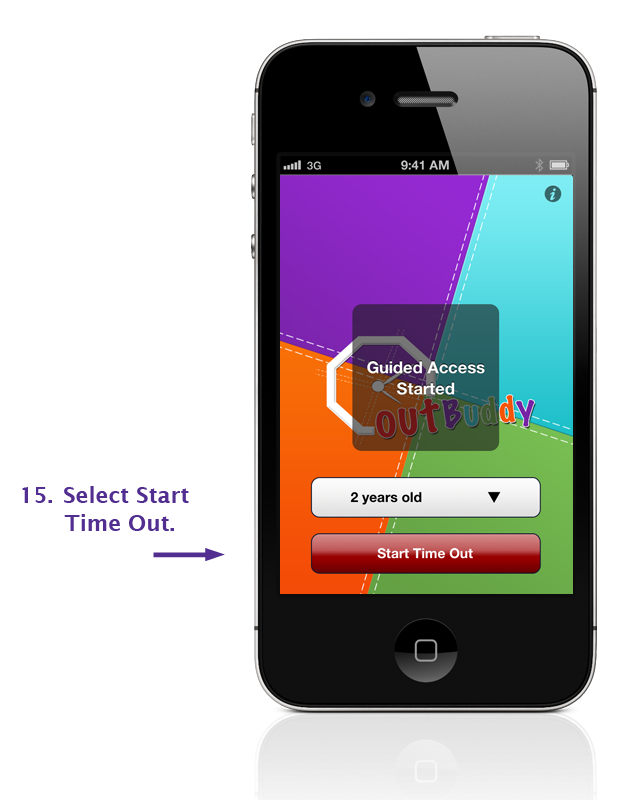 3G 9:41 AM
i
Guided Access
Started
OutBuddy
2 years old
15. Select Start
Time Out.
Start Time Out